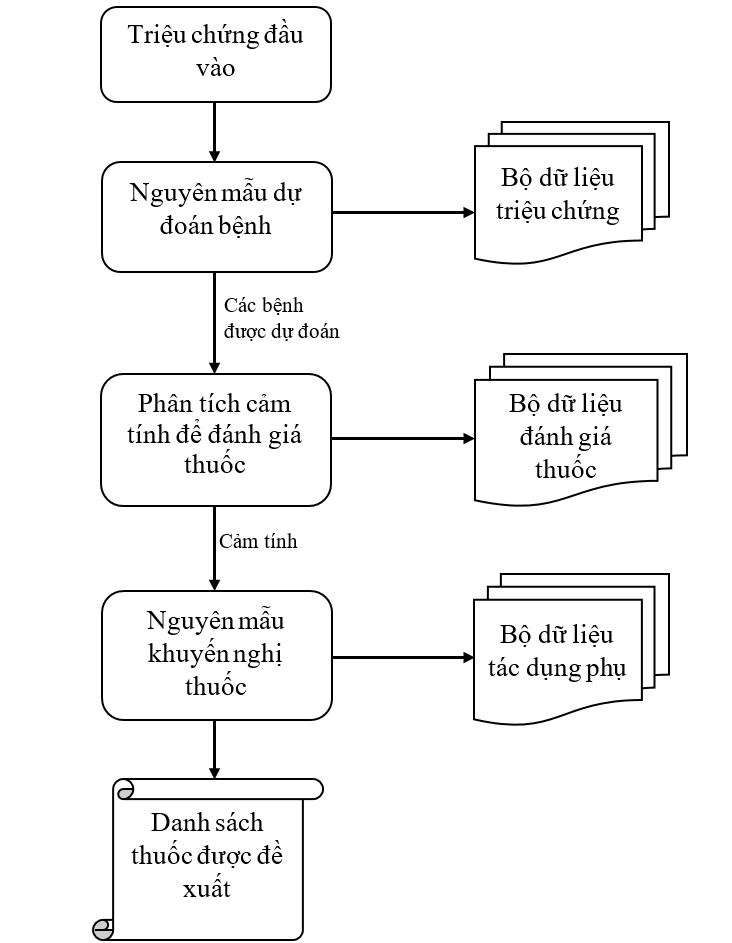 Triệu chứng đầu
vào
Nguyên mẫu dự
đoán bệnh
Bộ dữ liệu
triệu chứng
Các bệnh
được dự đoán
Phân tích cảm
tính để đánh giá
thuốc
Bộ dữ liệu
đánh giá
thuốc
Cảm tính
Nguyên mẫu
khuyến nghị
thuốc
Bộ dữ liệu
tác dụng phụ
Danh sách
thuốc được đề
xuất